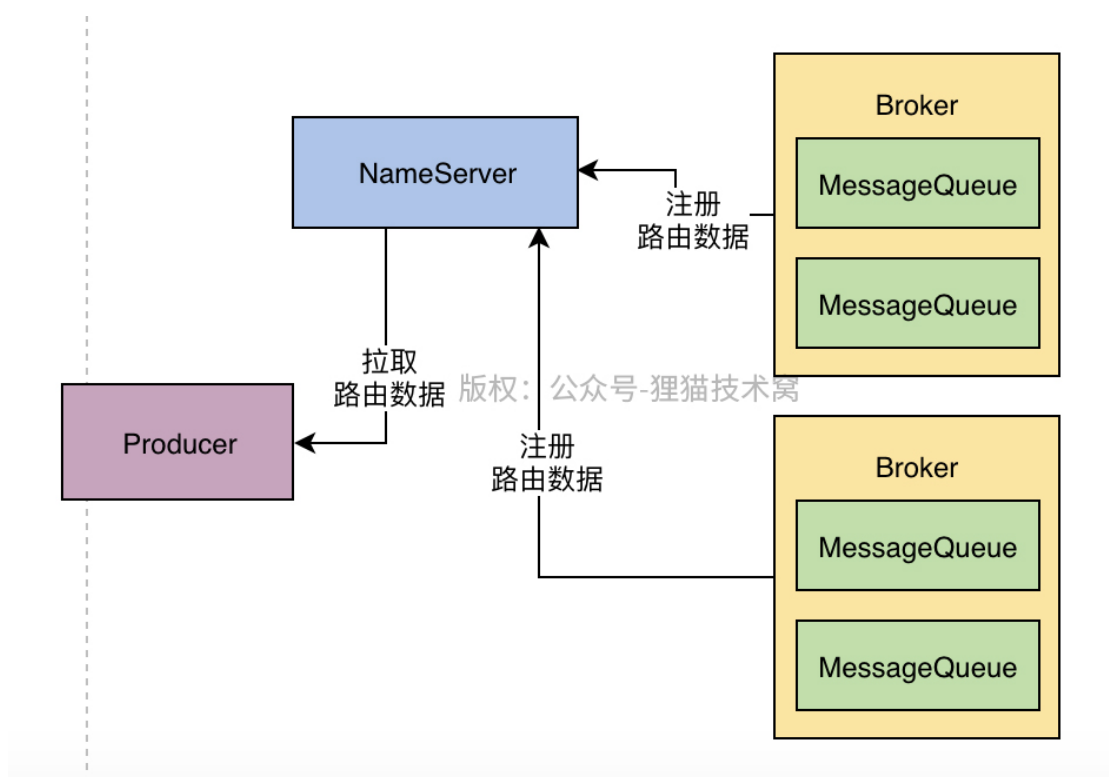 Broker
MessageQueue
MessageQueue
NameServer
注册
路由数据
拉取
路由数据
版权：公众号-狸猫技术窝
Producer
注册
路由数据
Broker
MessageQueue
MessageQueue